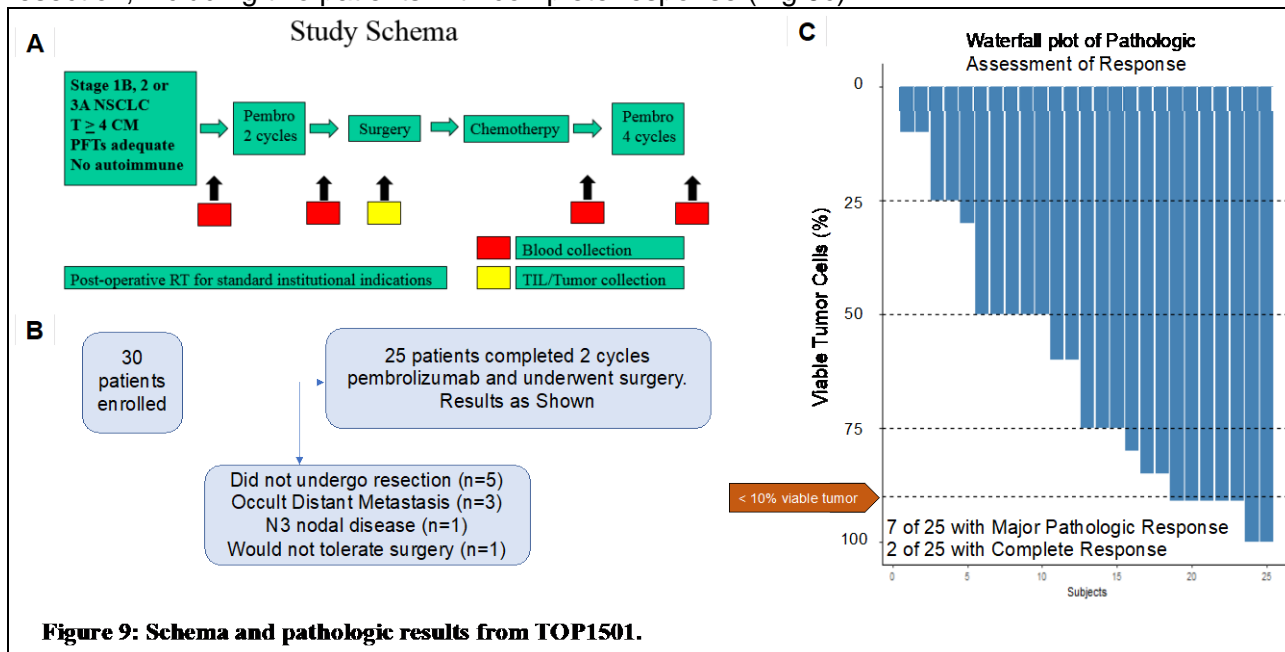 A
Study Schema
Stage 1B, 2 or
3A NSCLC
T ≥ 4 CM
PFTs adequate
No autoimmune
Pembro
2 cycles
Surgery
Chemotherpy
Pembro
4 cycles
Blood collection
Post-operative RT for standard institutional indications
TIL/Tumor collection
B
30
patients
enrolled
25 patients completed 2 cycles
pembrolizumab and underwent surgery.
Results as Shown
Did not undergo resection (n=5)
Occult Distant Metastasis (n=3)
N3 nodal disease (n=1)
Would not tolerate surgery (n=1)
C
Waterfall plot of Pathologic
Assessment of Response
Viable Tumor Cells (%)
0
25
50
75
100
< 10% viable tumor
7 of 25 with Major Pathologic Response
2 of 25 with Complete Response
0
5
10
15
20
25
Subjects
Figure 9: Schema and pathologic results from TOP1501.